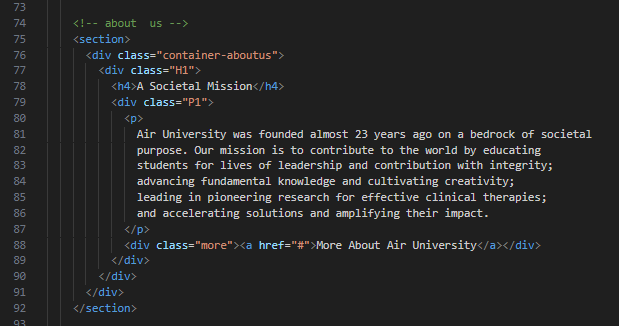 73
74 <!-- about  us -->
75 <section>
76 <div class="container-aboutus">
77 <div class="H1">
78 <h4>A Societal Mission</h4>
79 <div class="P1">
80 <p>
81 Air University was founded almost 23 years ago on a bedrock of societal
82 purpose. Our mission is to contribute to the world by educating
83 students for lives of leadership and contribution with integrity;
84 advancing fundamental knowledge and cultivating creativity;
85 leading in pioneering research for effective clinical therapies;
86 and accelerating solutions and amplifying their impact.
87 </p>
88 <div class="more"><a href="#">More About Air University</a></div>
89 </div>
90 </div>
91 </div>
92 </section>
93